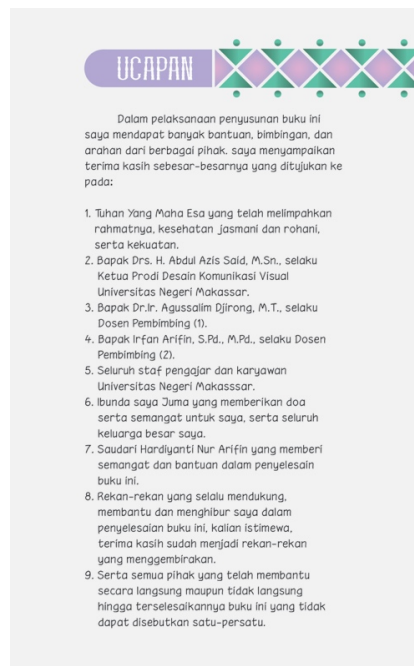 UCAPAN
Dalam pelaksanaan penyusunan buku ini
saya mendapat banyak bantuan, bimbingan, dan
arahan dari berbagai pihak. saya menyampaikan
terima kasih sebesar-besarnya yang ditujukan ke
pada:
1. Tuhan Yang Maha Esa yang telah melimpahkan
rahmatnya, kesehatan jasmani dan rohani,
serta kekuatan.
2. Bapak Drs. H. Abdul Azis Said, M.Sn., selaku
Ketua Prodi Desain Komunikasi Visual
Universitas Negeri Makassar.
3. Bapak Dr.Ir. Agussalim Djirong, M.T., selaku
Dosen Pembimbing (1).
4. Bapak Irfan Arifin, S.Pd., M.Pd., selaku Dosen
Pembimbing (2).
5. Seluruh staf pengajar dan karyawan
Universitas Negeri Makasssar.
6. Ibunda saya Juma yang memberikan doa
serta semangat untuk saya, serta seluruh
keluarga besar saya.
7. Saudari Hardiyanti Nur Arifin yang memberi
semangat dan bantuan dalam penyelesain
buku ini.
8. Rekan-rekan yang selalu mendukung,
membantu dan menghibur saya dalam
penyelesaian buku ini, kalian istimewa,
terima kasih sudah menjadi rekan-rekan
yang menggembirakan.
9. Serta semua pihak yang telah membantu
secara langsung maupun tidak langsung
hingga terselesaikannya buku ini yang tidak
dapat disebutkan satu-persatu.